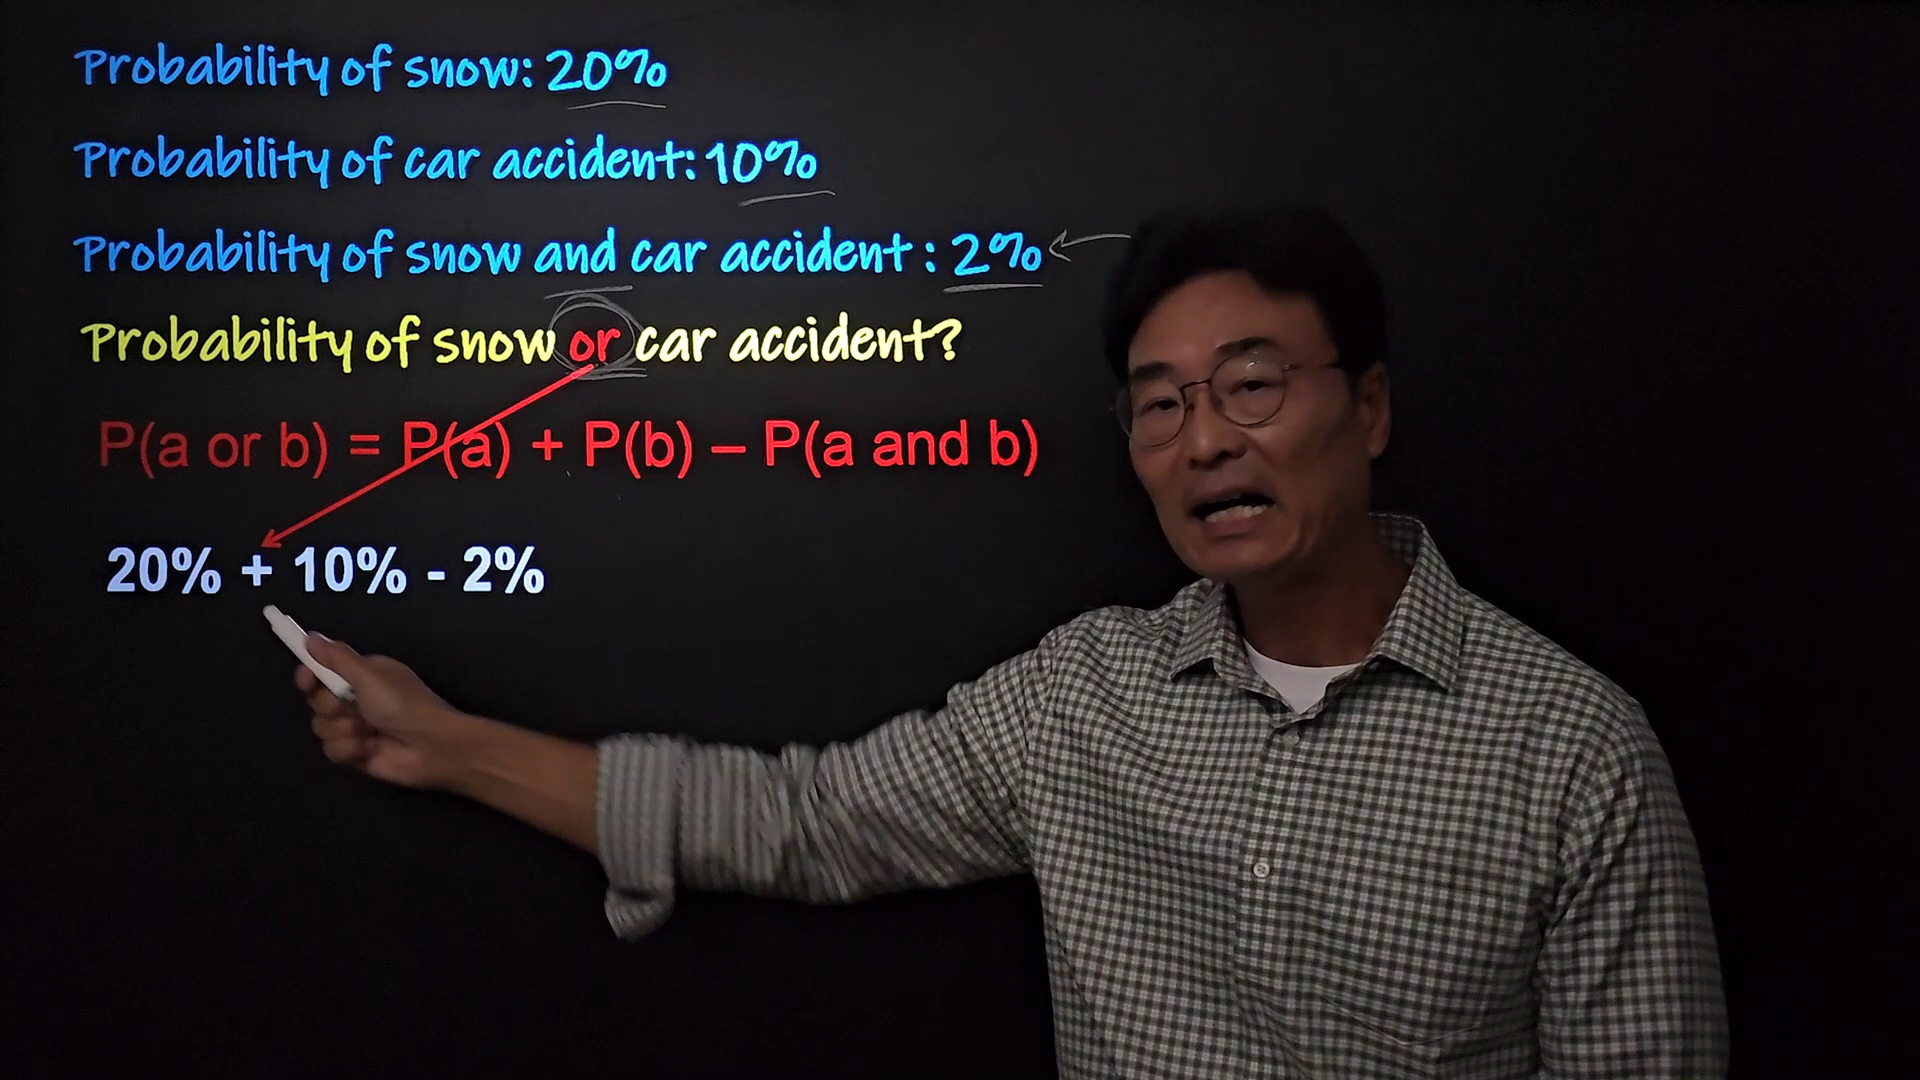 Probability of snow: 20%
Probability of car accident: 10%
Probability of snow and car accident : 2%
Probability of snow or car accident?
P(a or b) = P(a) + P(b) – P(a and b)
20% + 10% - 2%